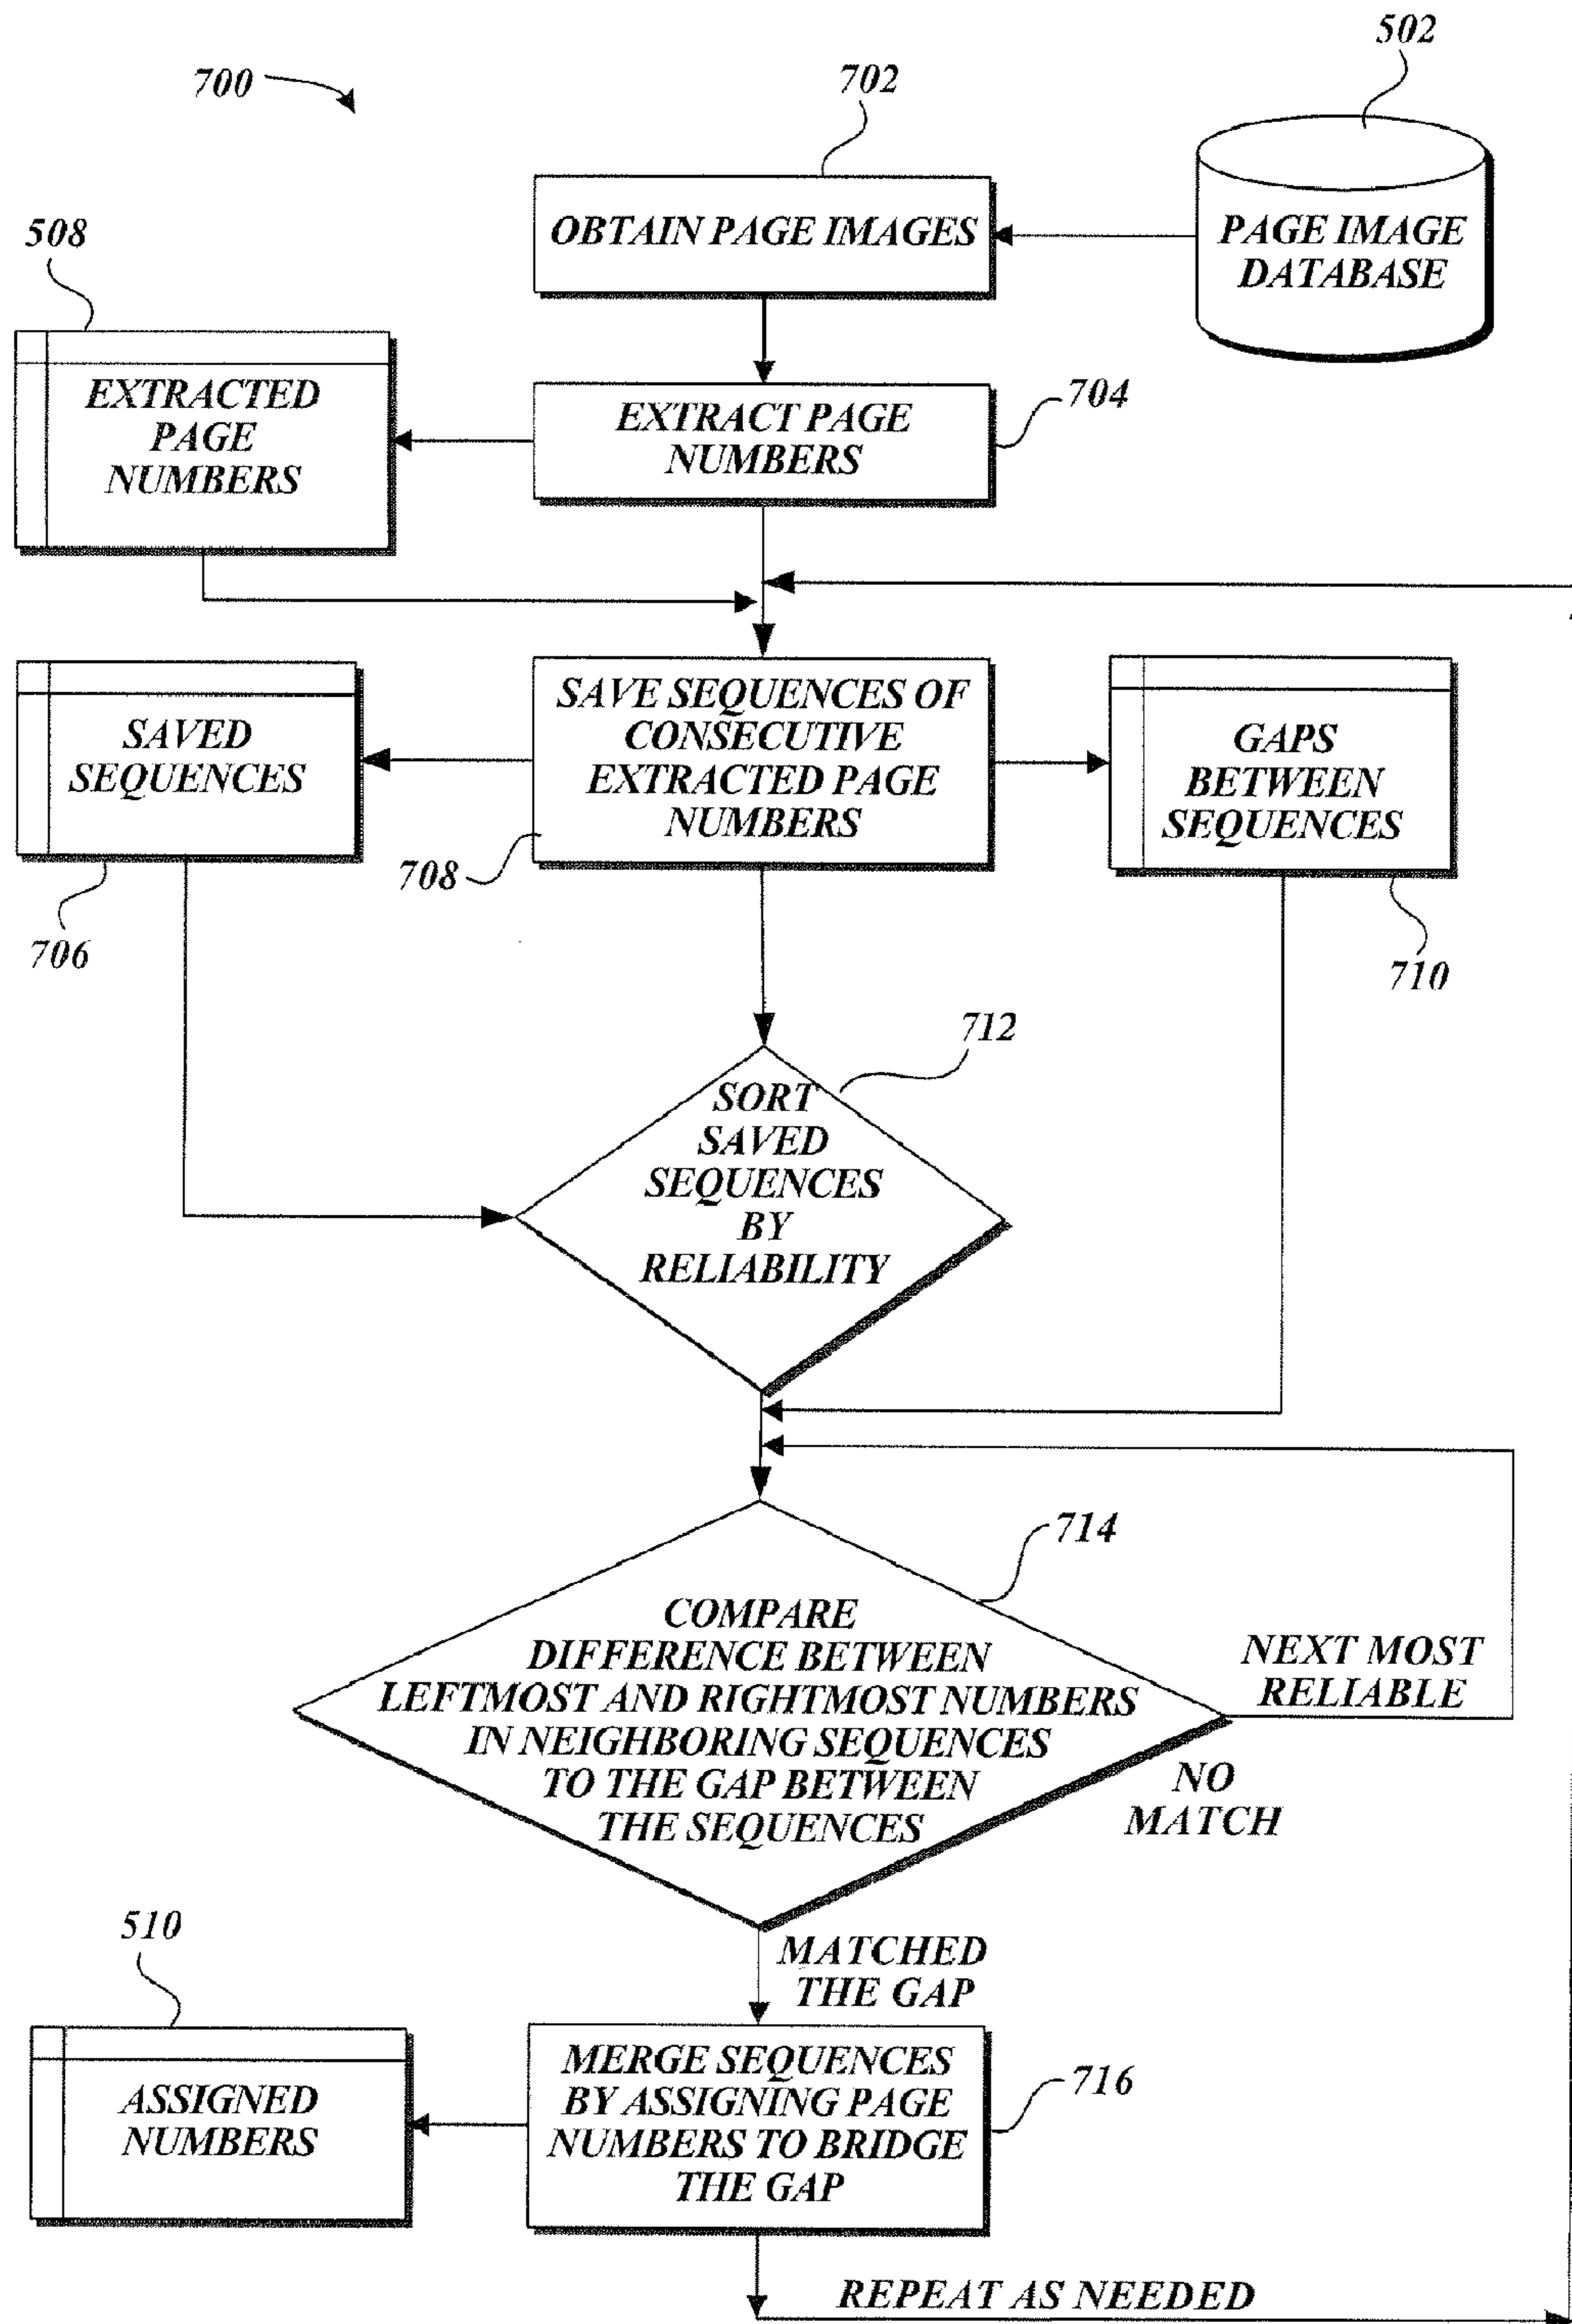 502
700
702
OBTAIN PAGE IMAGES
PAGE IMAGE
DATABASE
508
EXTRACTED
PAGE
NUMBERS
EXTRACT PAGE
NUMBERS
704
SAVED
SEQUENCES
706
SAVE SEQUENCES OF
CONSECUTIVE
EXTRACTED PAGE
NUMBERS
708
GAPS
BETWEEN
SEQUENCES
710
712
SORT
SAVED
SEQUENCES
BY
RELIABILITY
714
COMPARE
DIFFERENCE BETWEEN
LEFTMOST AND RIGHTMOST NUMBERS
IN NEIGHBORING SEQUENCES
TO THE GAP BETWEEN
THE SEQUENCES
NEXT MOST
RELIABLE
NO
MATCH
MATCHED
THE GAP
510
ASSIGNED
NUMBERS
MERGE SEQUENCES
BY ASSIGNING PAGE
NUMBERS TO BRIDGE
THE GAP
716
REPEAT AS NEEDED